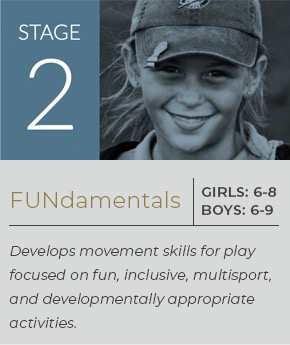 STAGE
2
FUNdamentals
GIRLS: 6-8
BOYS: 6-9
Develops movement skills for play
focused on fun, inclusive, multisport,
and developmentally appropriate
activities.